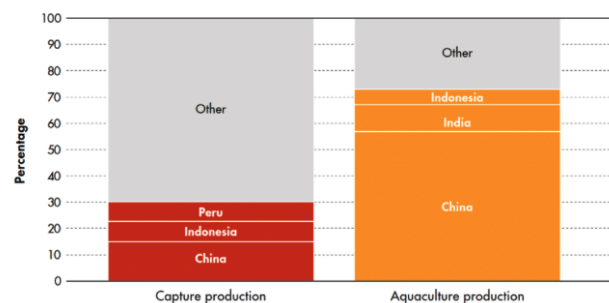 100
90
80
70
60
50
40
30
20
10
0
Percentage
Other
Peru
Indonesia
China
Other
Indonesia
India
China
Capture production
Aquaculture production